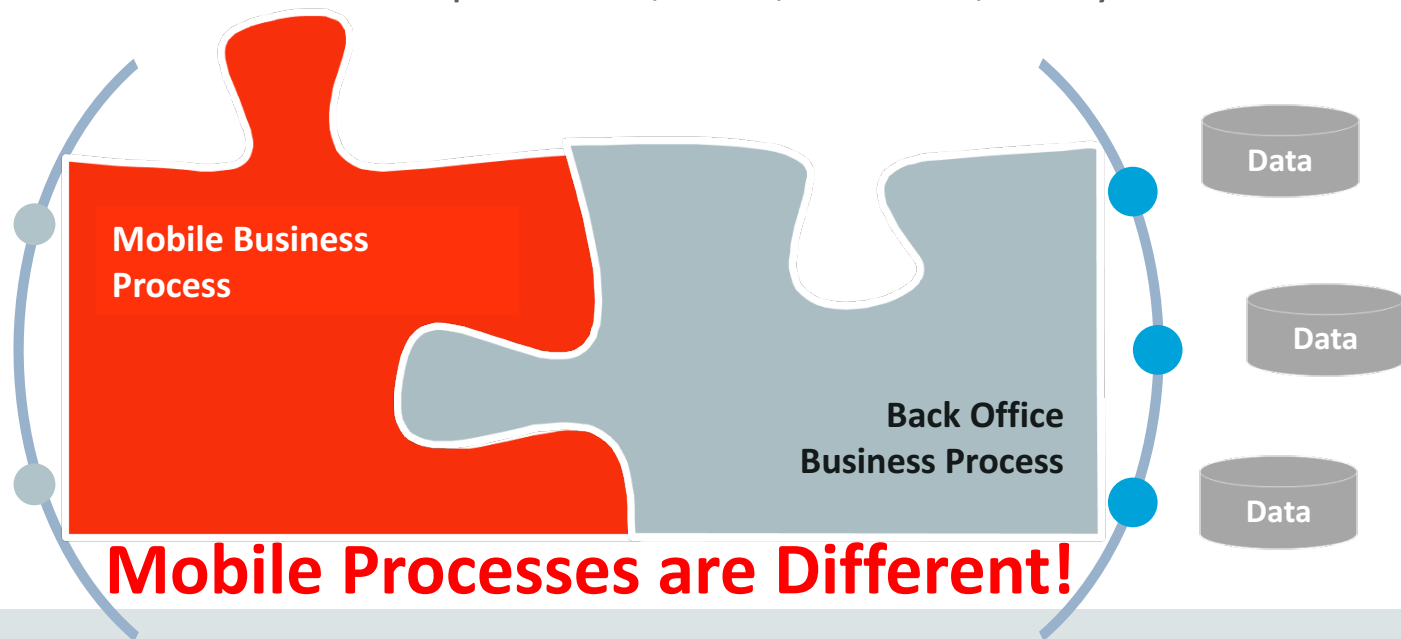 Mobile Business
Process
Data
Data
Back Office
Business Process
Data
Mobile Processes are Different!